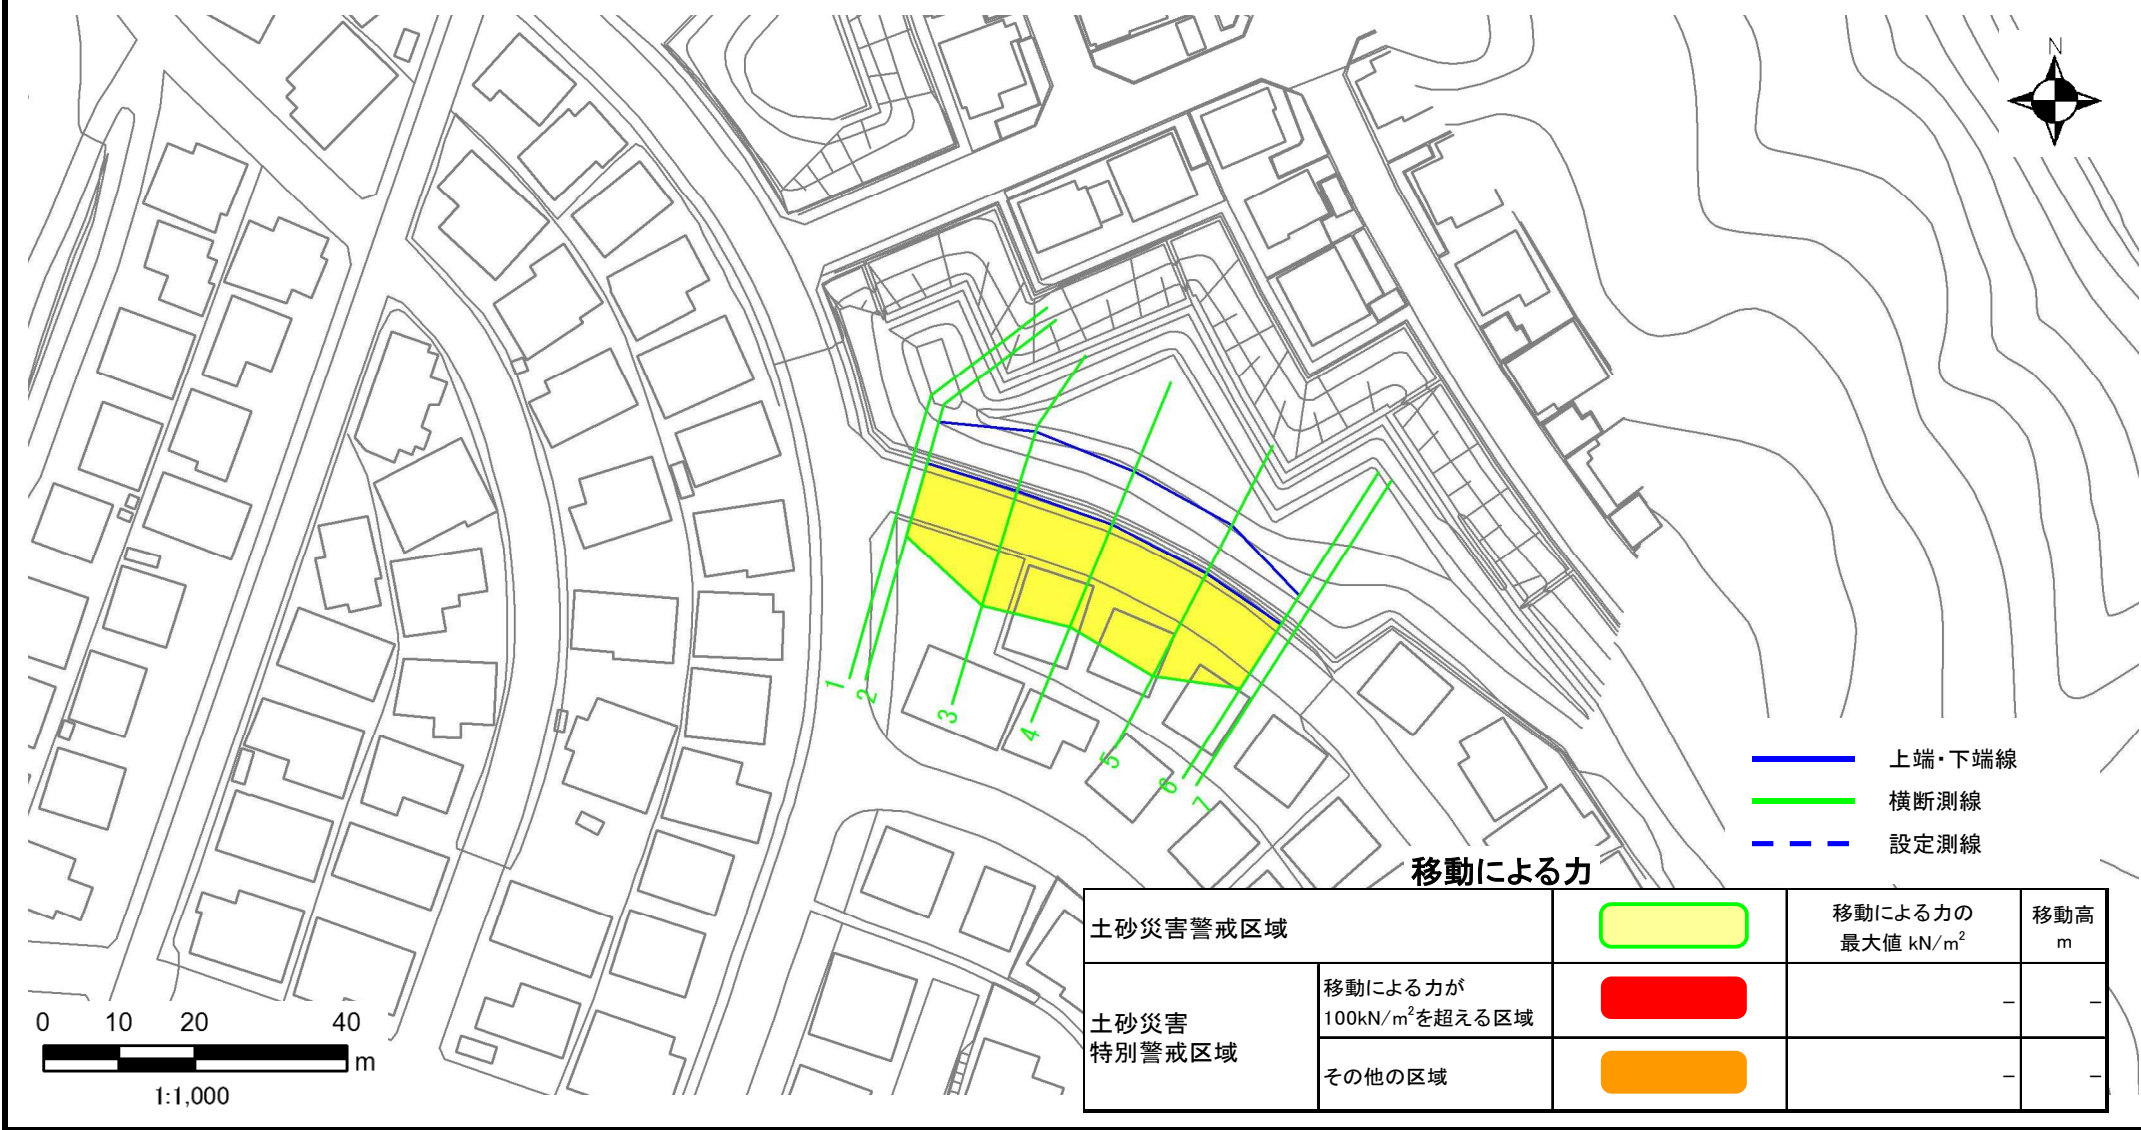 N
1
2
3
4
5
6
7
上端・下端線
横断測線
設定測線
移動による力
土砂災害警戒区域
移動による力の
最大値 kN/m²
移動高
m
土砂災害
特別警戒区域
移動による力が
100kN/m²を超える区域
－ －
その他の区域
－ －
0 10 20 40
m
1:1,000